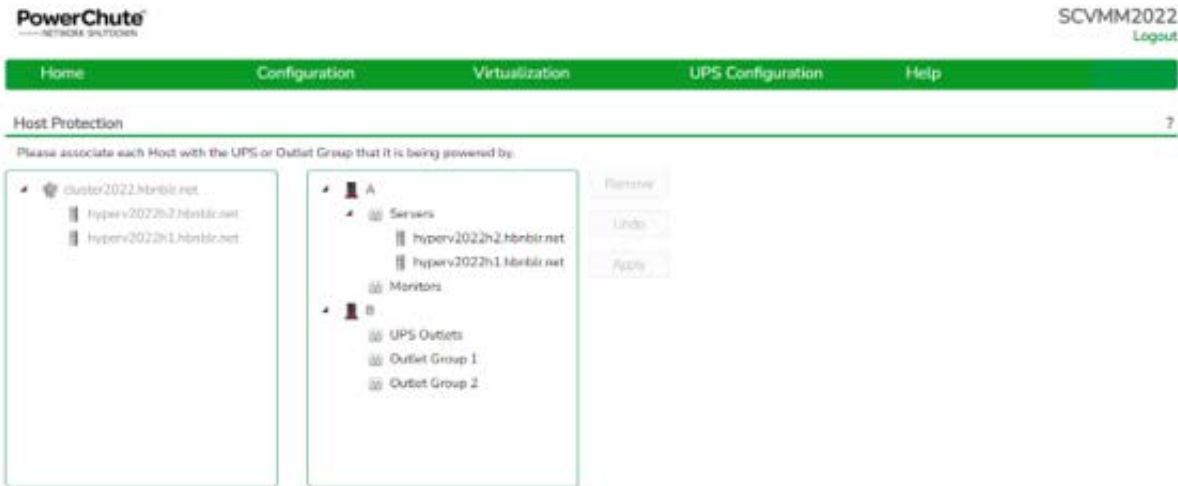 PowerChute
NETWORK SHUTDOWN
SCVMM2022
Logout
Home Configuration Virtualization UPS Configuration Help
Host Protection ?
Please associate each Host with the UPS or Outlet Group that it is being powered by.
cluster2022.hbnblr.net
hyperv2022h2.hbnblr.net
hyperv2022h1.hbnblr.net
A
Servers
hyperv2022h2.hbnblr.net
hyperv2022h1.hbnblr.net
Monitors
B
UPS Outlets
Outlet Group 1
Outlet Group 2
Remove
Undo
Apply